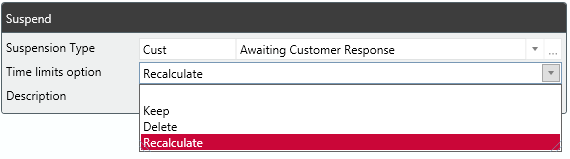 Suspend
Suspension Type Cust Awaiting Customer Response ...
Time limits option Recalculate
Description
Keep
Delete
Recalculate